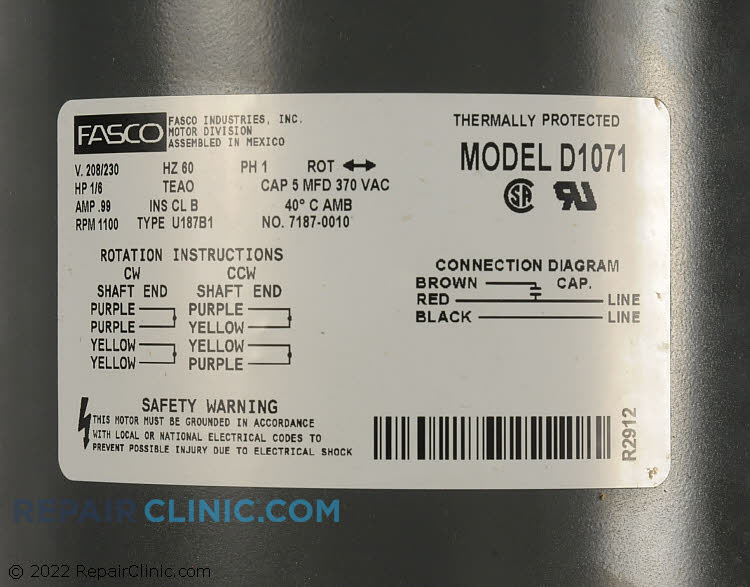 FASCO
FASCO INDUSTRIES, INC.
MOTOR DIVISION
ASSEMBLED IN MEXICO
THERMALLY PROTECTED
MODEL D1071
V. 208/230 HZ 60 PH 1 ROT
HP 1/6 TEAO CAP 5 MFD 370 VAC
AMP .99 INS CL B 40° C AMB
RPM 1100 TYPE U187B1 NO. 7187-0010
ROTATION INSTRUCTIONS
CW CCW
SHAFT END SHAFT END
PURPLE PURPLE
PURPLE YELLOW
YELLOW YELLOW
YELLOW PURPLE
CONNECTION DIAGRAM
BROWN CAP.
RED LINE
BLACK LINE
SAFETY WARNING
THIS MOTOR MUST BE GROUNDED IN ACCORDANCE
WITH LOCAL OR NATIONAL ELECTRICAL CODES TO
PREVENT POSSIBLE INJURY DUE TO ELECTRICAL SHOCK
R2912
REPAIR CLINIC.COM
© 2022 RepairClinic.com